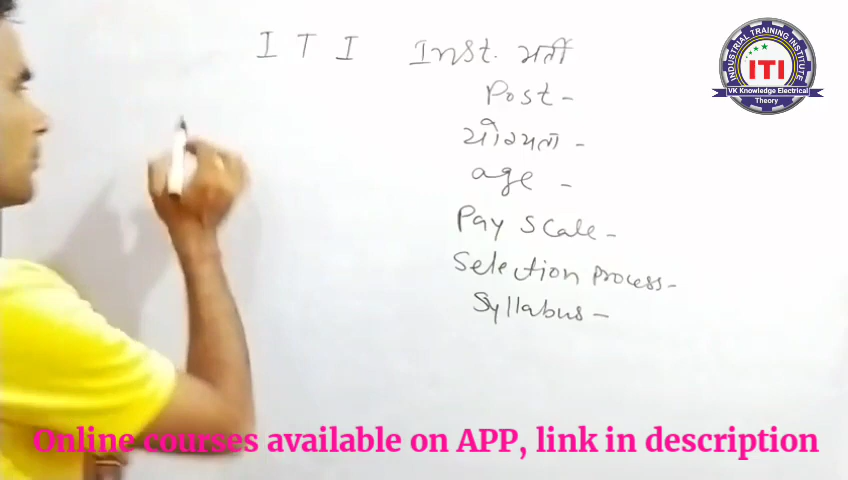 ITI Inst. भर्ती
Post -
योग्यता -
age -
Pay Scale -
Selection Process -
Syllabus -
INDUSTRIAL TRAINING INSTITUTE
ITI
VK Knowledge Electrical
Theory
Online courses available on APP, link in description